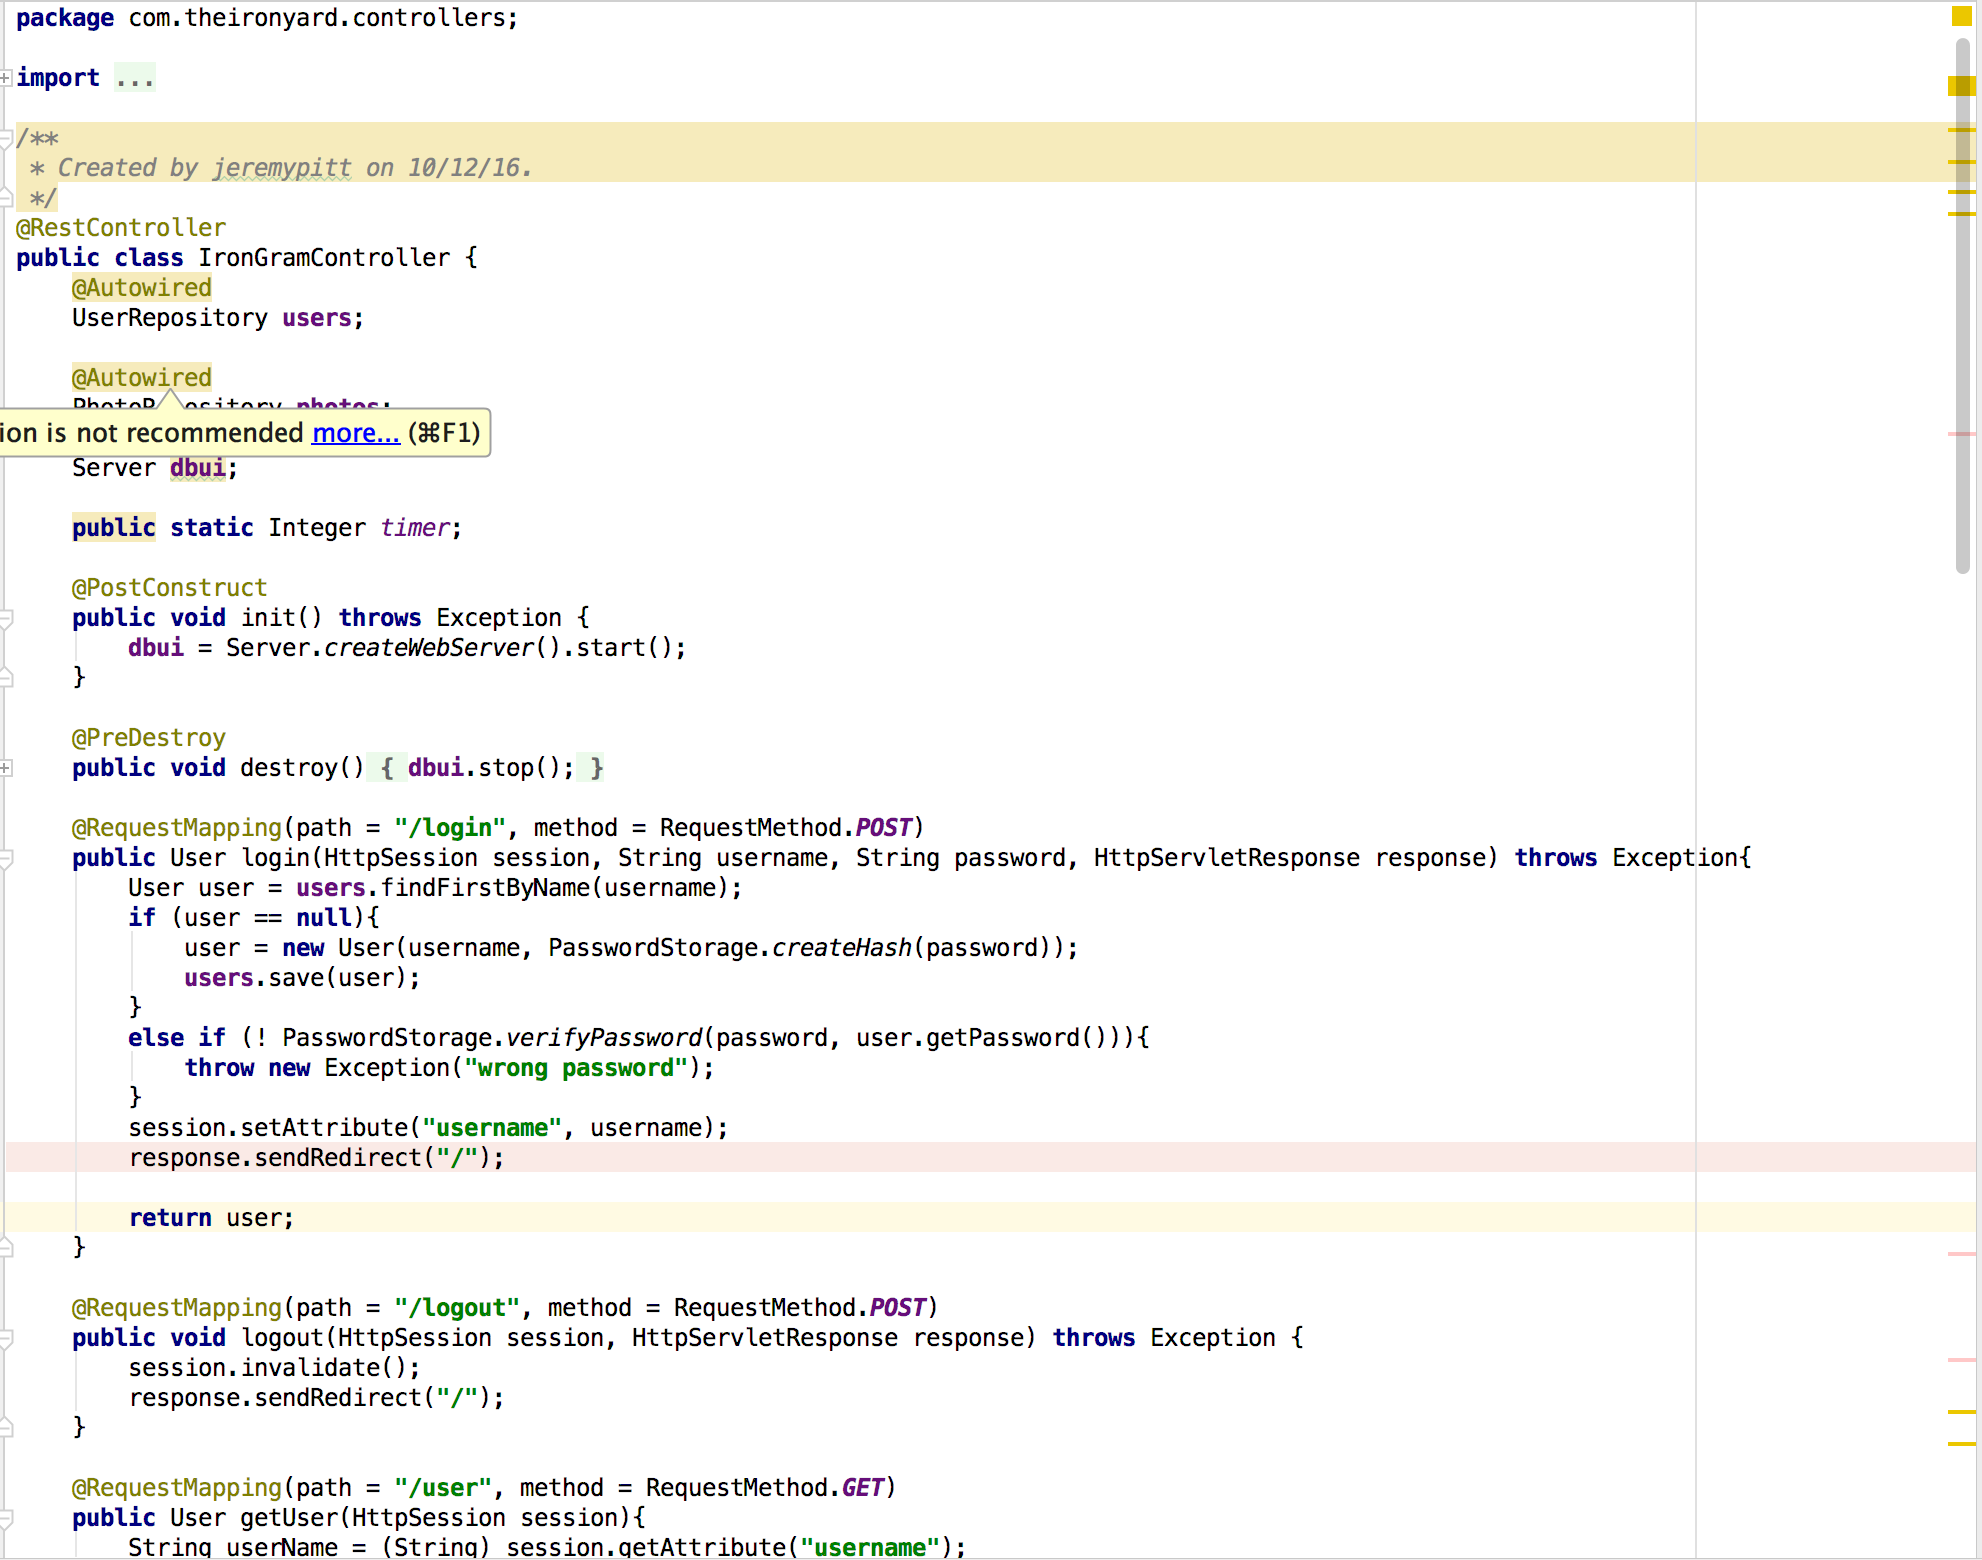 package com.theironyard.controllers;
import ...
/**
* Created by jeremypitt on 10/12/16.
*/
@RestController
public class IronGramController {
@Autowired
UserRepository users;
@Autowired
PhotoRepository photos;
ion is not recommended more... (⌘F1)
Server dbui;
public static Integer timer;
@PostConstruct
public void init() throws Exception {
dbui = Server.createWebServer().start();
}
@PreDestroy
public void destroy() { dbui.stop(); }
@RequestMapping(path = "/login", method = RequestMethod.POST)
public User login(HttpSession session, String username, String password, HttpServletResponse response) throws Exception{
User user = users.findFirstByName(username);
if (user == null){
user = new User(username, PasswordStorage.createHash(password));
users.save(user);
}
else if (! PasswordStorage.verifyPassword(password, user.getPassword())){
throw new Exception("wrong password");
}
session.setAttribute("username", username);
response.sendRedirect("/");
return user;
}
@RequestMapping(path = "/logout", method = RequestMethod.POST)
public void logout(HttpSession session, HttpServletResponse response) throws Exception {
session.invalidate();
response.sendRedirect("/");
}
@RequestMapping(path = "/user", method = RequestMethod.GET)
public User getUser(HttpSession session){
String userName = (String) session.getAttribute("username");